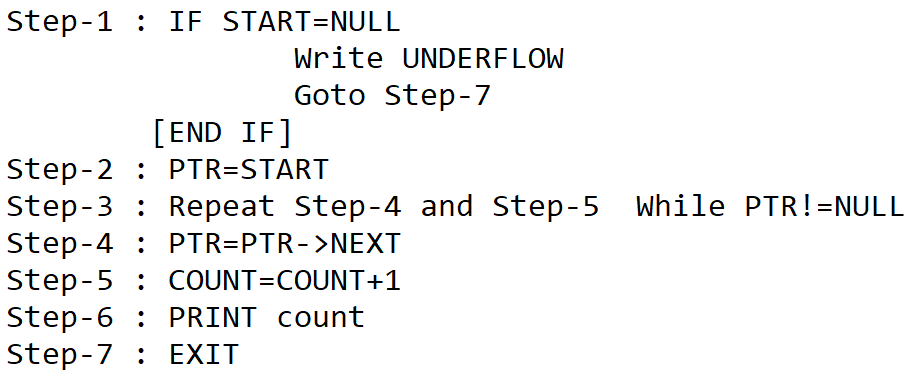 Step-1 : IF START=NULL
Write UNDERFLOW
Goto Step-7
[END IF]
Step-2 : PTR=START
Step-3 : Repeat Step-4 and Step-5  While PTR!=NULL
Step-4 : PTR=PTR->NEXT
Step-5 : COUNT=COUNT+1
Step-6 : PRINT count
Step-7 : EXIT